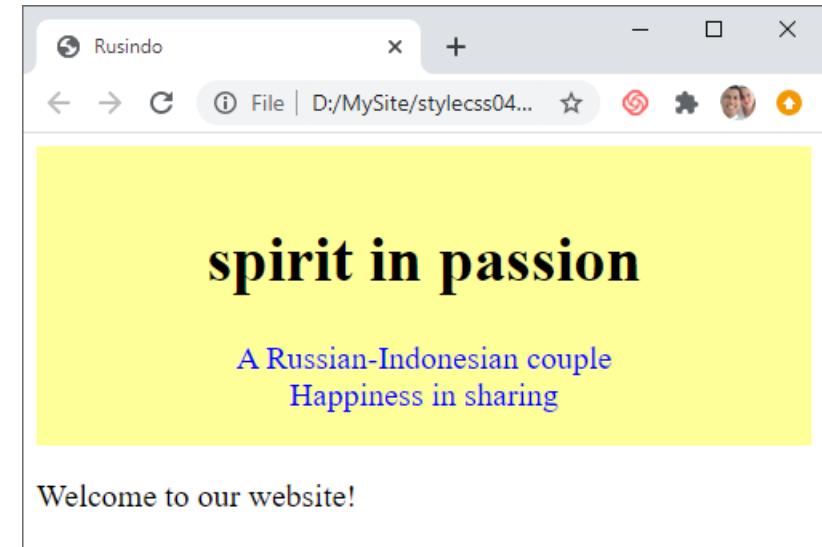 Rusindo
File | D:/MySite/stylecss04...
spirit in passion
A Russian-Indonesian couple
Happiness in sharing
Welcome to our website!